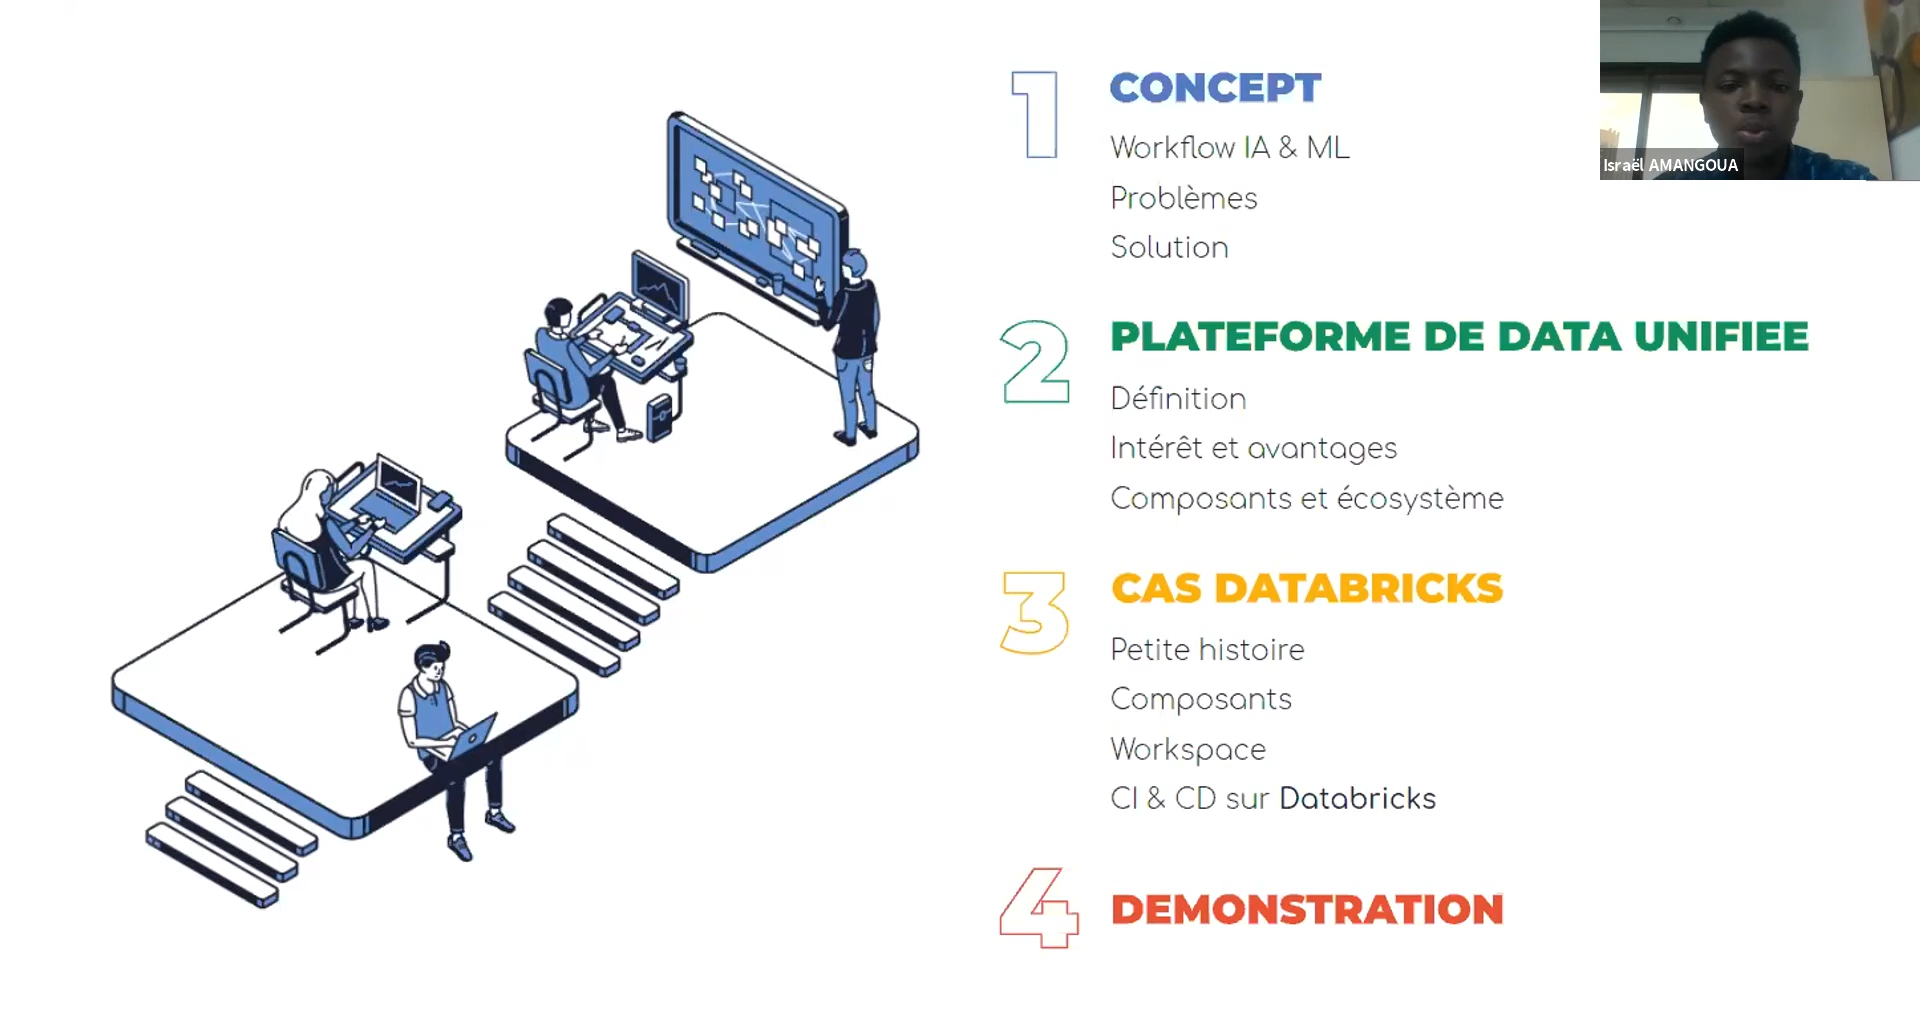 1 CONCEPT
Workflow IA & ML
Problèmes
Solution
2 PLATEFORME DE DATA UNIFIEE
Définition
Intérêt et avantages
Composants et écosystème
3 CAS DATABRICKS
Petite histoire
Composants
Workspace
CI & CD sur Databricks
4 DEMONSTRATION
Israël AMANGOUA